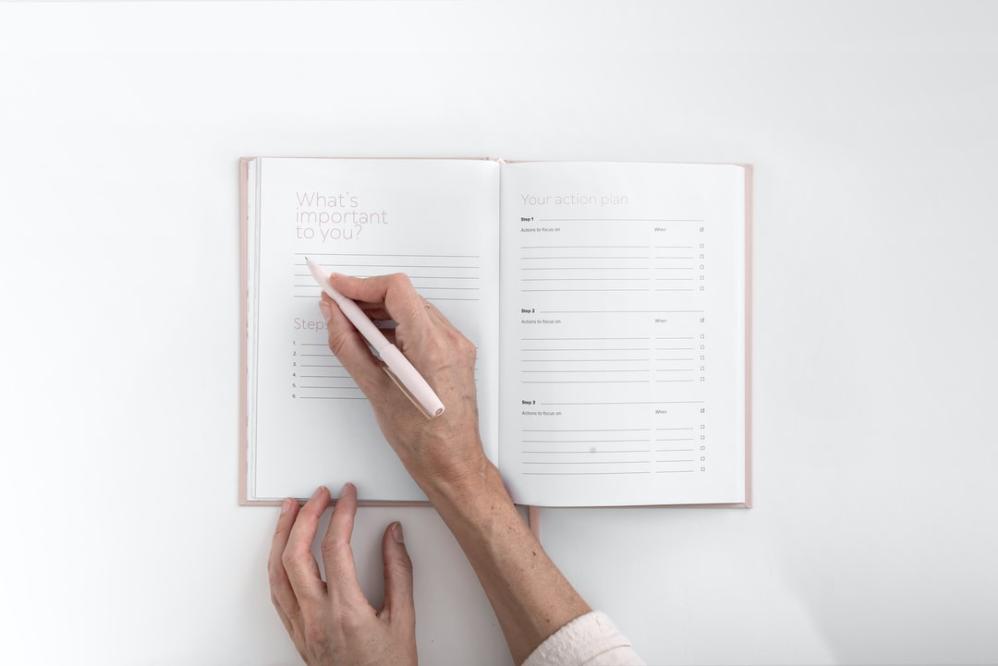 What's
important
to you?
Steps
1.
2.
3.
4.
5.
6.
Your action plan
Step 1
Actions to focus on When
Step 2
Actions to focus on When
Step 3
Actions to focus on When